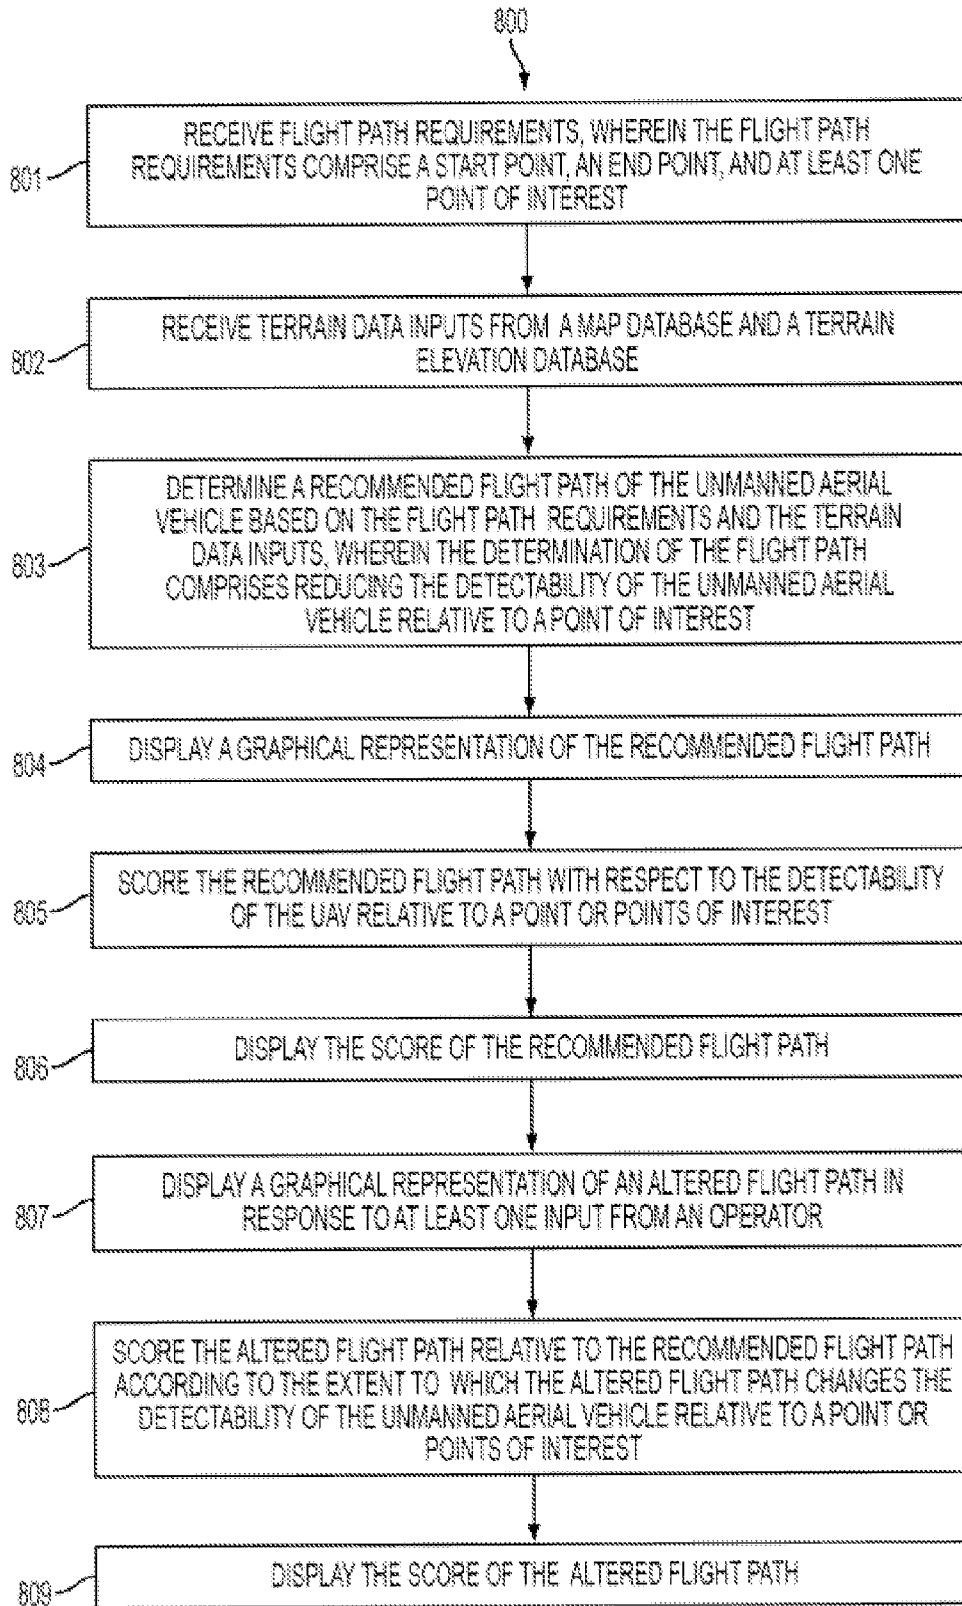 800
801
RECEIVE FLIGHT PATH REQUIREMENTS, WHEREIN THE FLIGHT PATH
REQUIREMENTS COMPRISE A START POINT, AN END POINT, AND AT LEAST ONE
POINT OF INTEREST
802
RECEIVE TERRAIN DATA INPUTS FROM A MAP DATABASE AND A TERRAIN
ELEVATION DATABASE
803
DETERMINE A RECOMMENDED FLIGHT PATH OF THE UNMANNED AERIAL
VEHICLE BASED ON THE FLIGHT PATH REQUIREMENTS AND THE TERRAIN
DATA INPUTS, WHEREIN THE DETERMINATION OF THE FLIGHT PATH
COMPRISES REDUCING THE DETECTABILITY OF THE UNMANNED AERIAL
VEHICLE RELATIVE TO A POINT OF INTEREST
804
DISPLAY A GRAPHICAL REPRESENTATION OF THE RECOMMENDED FLIGHT PATH
805
SCORE THE RECOMMENDED FLIGHT PATH WITH RESPECT TO THE DETECTABILITY
OF THE UAV RELATIVE TO A POINT OR POINTS OF INTEREST
806
DISPLAY THE SCORE OF THE RECOMMENDED FLIGHT PATH
807
DISPLAY A GRAPHICAL REPRESENTATION OF AN ALTERED FLIGHT PATH IN
RESPONSE TO AT LEAST ONE INPUT FROM AN OPERATOR
808
SCORE THE ALTERED FLIGHT PATH RELATIVE TO THE RECOMMENDED FLIGHT PATH
ACCORDING TO THE EXTENT TO WHICH THE ALTERED FLIGHT PATH CHANGES THE
DETECTABILITY OF THE UNMANNED AERIAL VEHICLE RELATIVE TO A POINT OR
POINTS OF INTEREST
809
DISPLAY THE SCORE OF THE ALTERED FLIGHT PATH